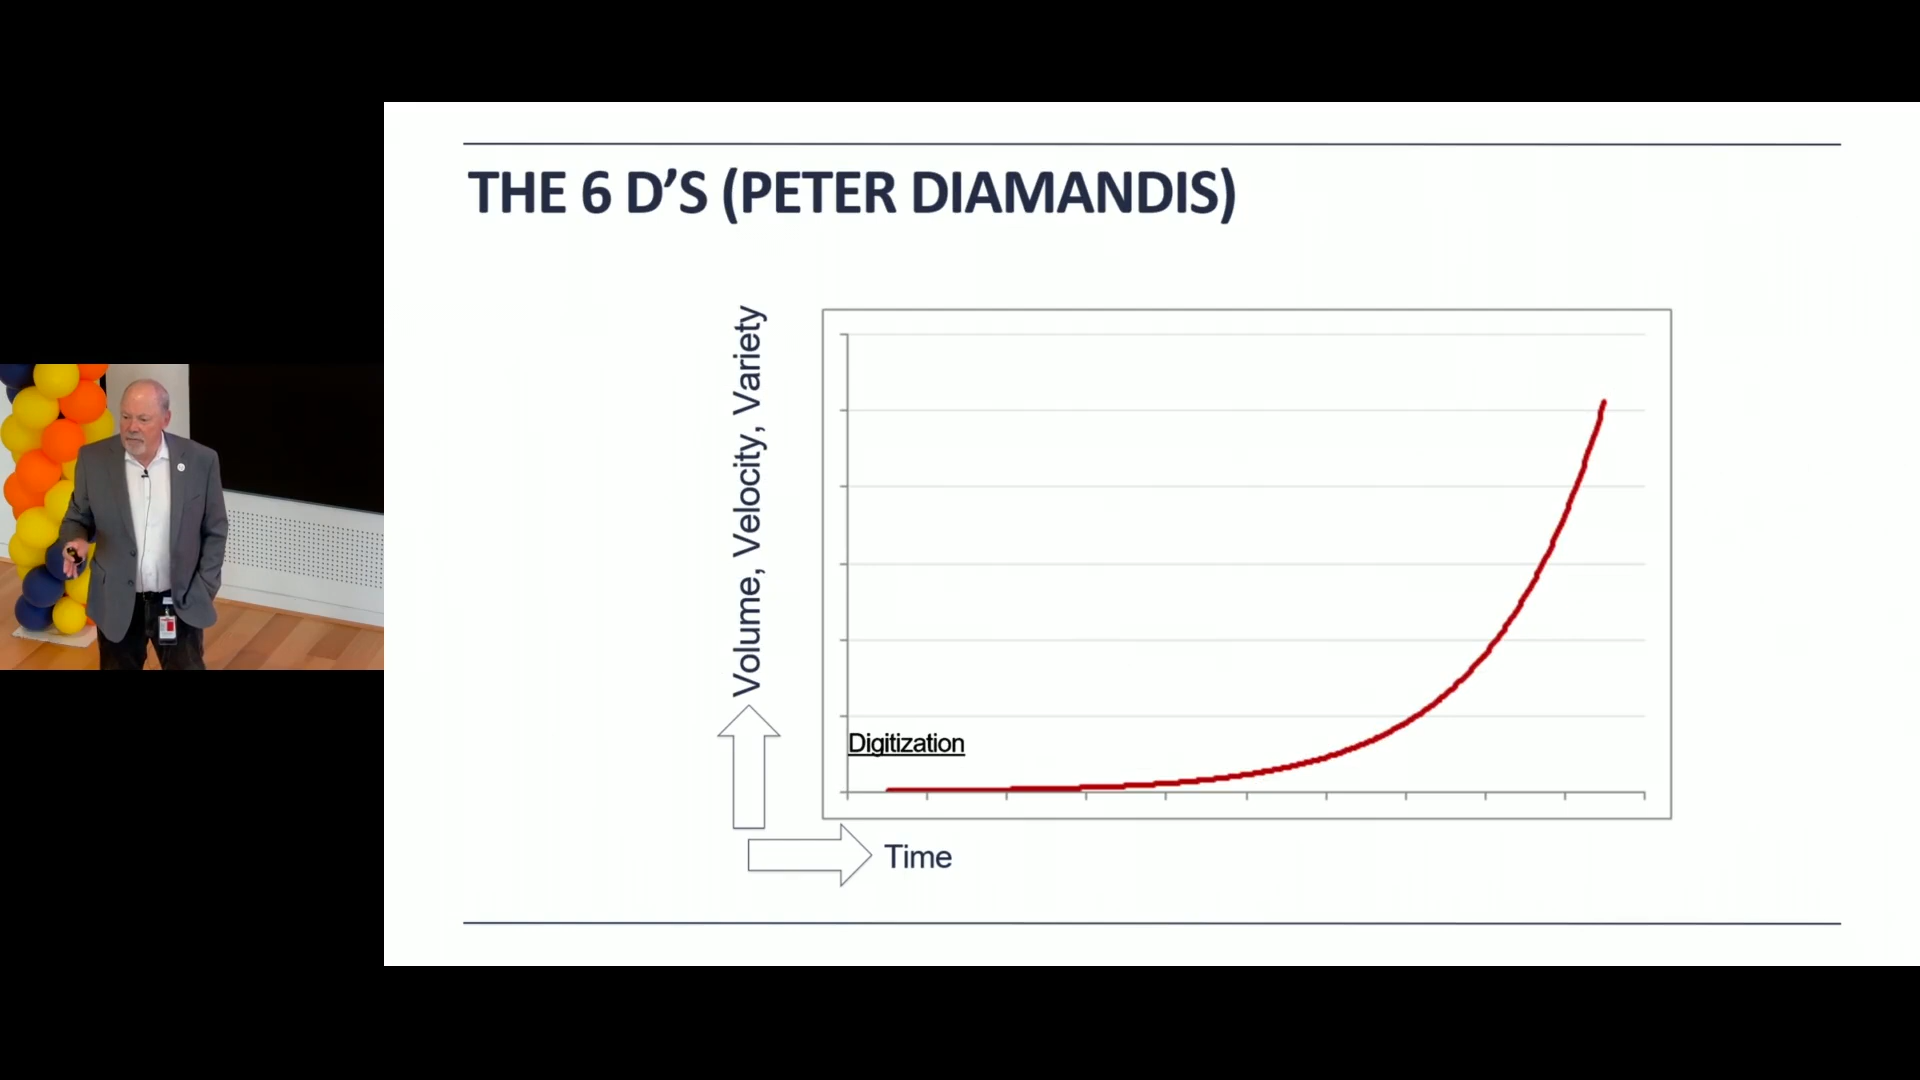 THE 6 D'S (PETER DIAMANDIS)
Volume, Velocity, Variety
Digitization
Time